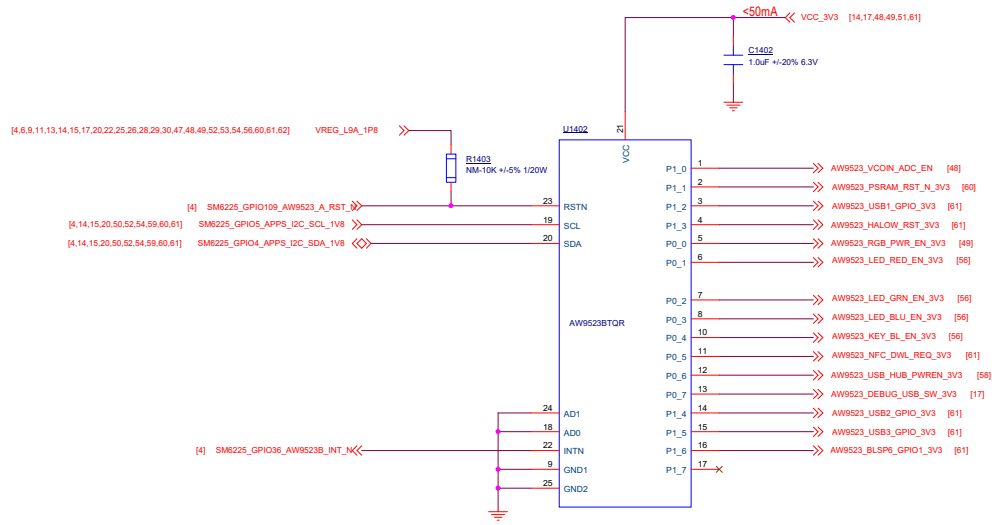 <50mA
VCC_3V3 [14,17,48,49,51,61]
C1402
1.0uF +/-20% 6.3V
[4,6,9,11,13,14,15,17,20,22,25,26,28,29,30,47,48,49,52,53,54,56,60,61,62] VREG_L9A_1P8
U1402
21
VCC
R1403
NM-10K +/-5% 1/20W
[4] SM6225_GPIO109_AW9523_A_RST_N 23 RSTN
[4,14,15,20,50,52,54,59,60,61] SM6225_GPIO5_APPS_I2C_SCL_1V8 19 SCL
[4,14,15,20,50,52,54,59,60,61] SM6225_GPIO4_APPS_I2C_SDA_1V8 20 SDA
P1_0 1 AW9523_VCOIN_ADC_EN [48]
P1_1 2 AW9523_PSRAM_RST_N_3V3 [60]
P1_2 3 AW9523_USB1_GPIO_3V3 [61]
P1_3 4 AW9523_HALOW_RST_3V3 [61]
P0_0 5 AW9523_RGB_PWR_EN_3V3 [49]
P0_1 6 AW9523_LED_RED_EN_3V3 [56]
P0_2 7 AW9523_LED_GRN_EN_3V3 [56]
P0_3 8 AW9523_LED_BLU_EN_3V3 [56]
AW9523BTQR
P0_4 10 AW9523_KEY_BL_EN_3V3 [56]
P0_5 11 AW9523_NFC_DWL_REQ_3V3 [61]
P0_6 12 AW9523_USB_HUB_PWREN_3V3 [58]
P0_7 13 AW9523_DEBUG_USB_SW_3V3 [17]
24 AD1 P1_4 14 AW9523_USB2_GPIO_3V3 [61]
18 AD0 P1_5 15 AW9523_USB3_GPIO_3V3 [61]
[4] SM6225_GPIO36_AW9523B_INT_N 22 INTN P1_6 16 AW9523_BLSP6_GPIO1_3V3 [61]
9 GND1 P1_7 17
25 GND2